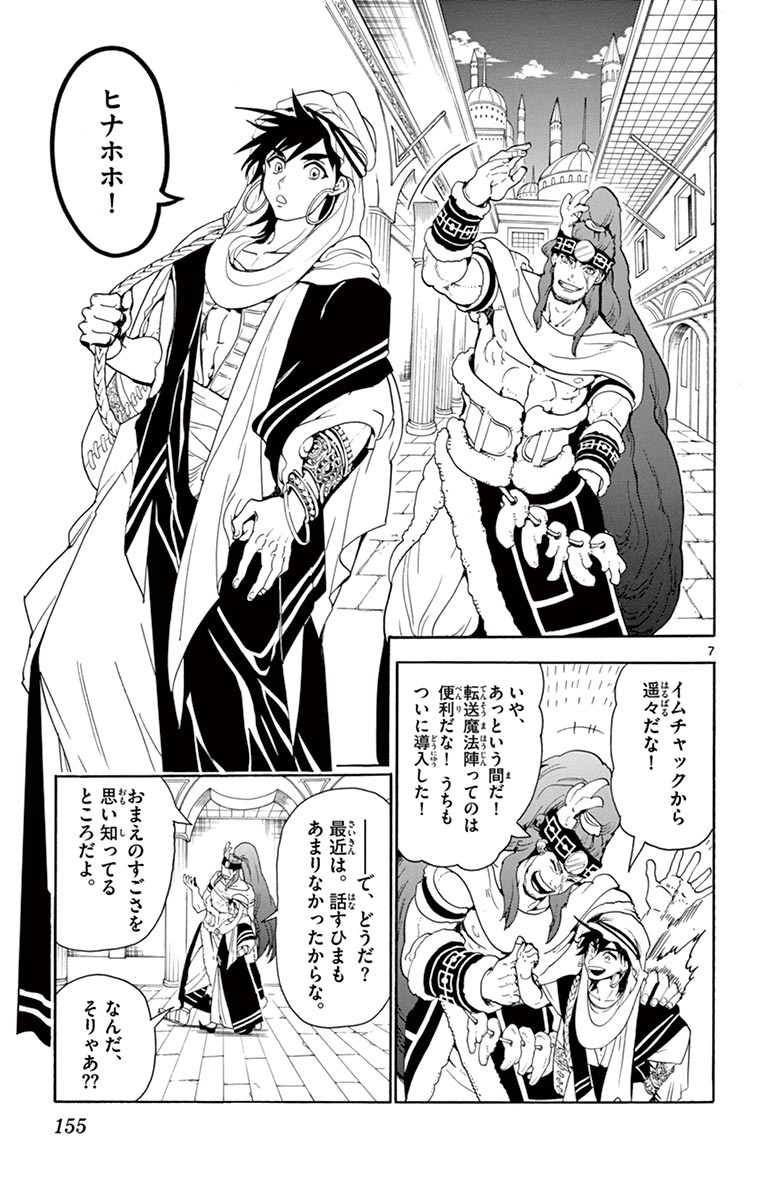 ヒナホホ！
7
イムチャックから
遥々だな！
いや、
あっという間だ！
転送魔法陣ってのは
便利だな！うちも
ついに導入した！
――で、どうだ？
最近は。話すひまも
あまりなかったからな。
おまえのすごさを
思い知ってる
ところだよ。
なんだ、
そりゃあ??
155